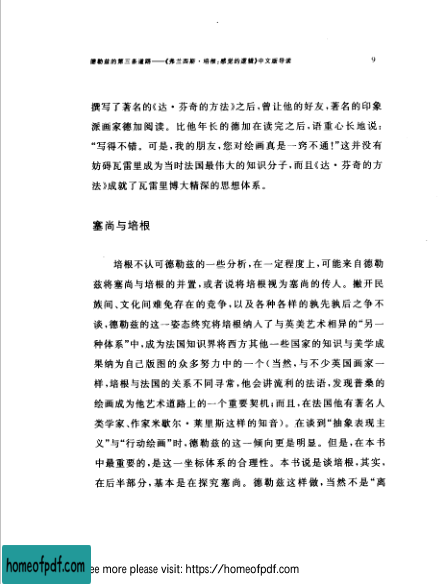 德勒兹的第三条道路——《弗兰西斯·培根:感觉的逻辑》中文版导读 9
撰写了著名的《达·芬奇的方法》之后,曾让他的好友,著名的印象
派画家德加阅读。比他年长的德加在读完之后,语重心长地说:
“写得不错。可是,我的朋友,您对绘画真是一窍不通!”这并没有
妨碍瓦雷里成为当时法国最伟大的知识分子,而且《达·芬奇的方
法》成就了瓦雷里博大精深的思想体系。
塞尚与培根
培根不认可德勒兹的一些分析,在一定程度上,可能来自德勒
兹将塞尚与培根的并置,或者说将培根视为塞尚的传人。撇开民
族间、文化间难免存在的竞争,以及各种各样的孰先孰后之争不
谈,德勒兹的这一姿态终究将培根纳入了与英美艺术相异的“另一
种体系”中,成为法国知识界将西方其他一些国家的知识与美学成
果纳为自己版图的众多努力中的一个(当然,与不少英国画家一
样,培根与法国的关系不同寻常,他会讲流利的法语,发现普桑的
绘画成为他艺术道路上的一个重要契机;而且,在法国他有著名人
类学家、作家米歇尔·莱里斯这样的知音)。在谈到“抽象表现主
义”与“行动绘画”时,德勒兹的这一倾向更是明显。但是,在本书
中最重要的,是这一坐标体系的合理性。本书说是谈培根,其实,
在后半部分,基本是在探究塞尚。德勒兹这样做,当然不是“离
homeofpdf.com ee more please visit: https://homeofpdf.com